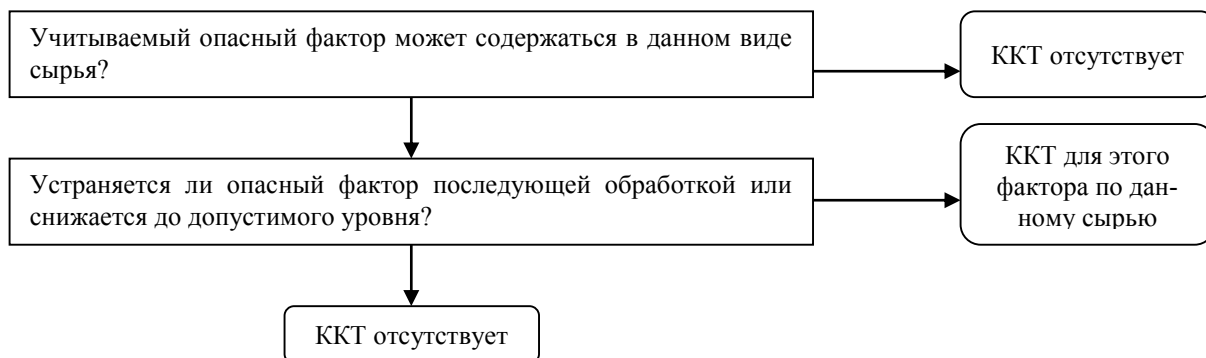 Учитываемый опасный фактор может содержаться в данном виде
сырья?
ККТ отсутствует
Устраняется ли опасный фактор последующей обработкой или
снижается до допустимого уровня?
ККТ для этого
фактора по дан-
ному сырью
ККТ отсутствует